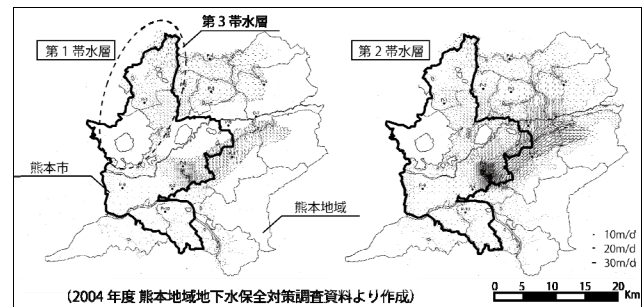 第1帯水層
第3帯水層
第2帯水層
熊本市
熊本地域
10m/d
20m/d
30m/d
0 5 10 15 20 Km
(2004 年度 熊本地域地下水保全対策調査資料より作成)